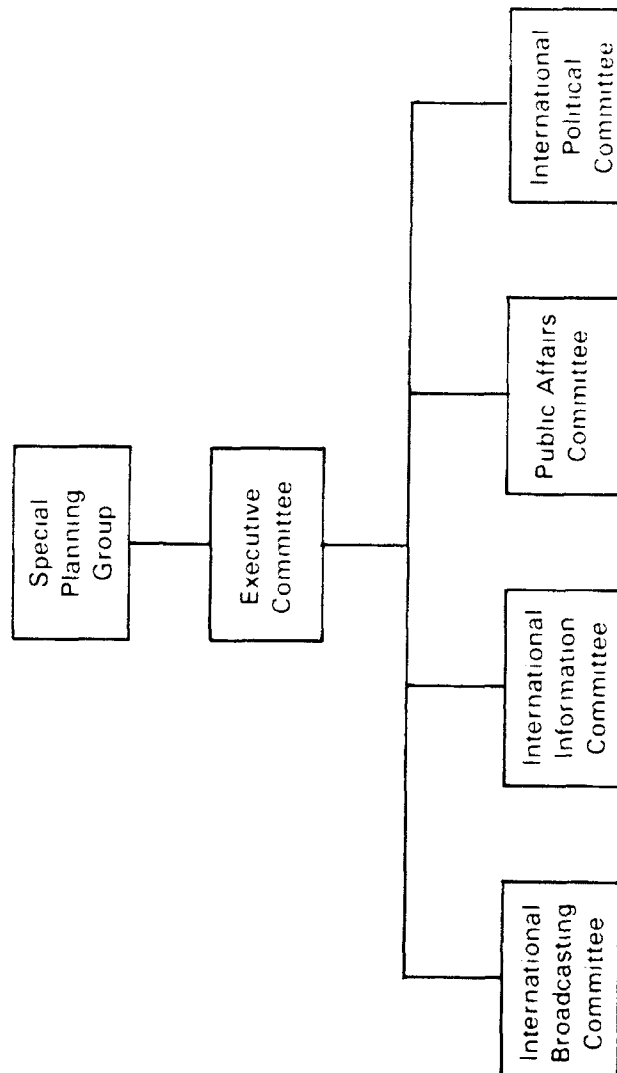 Special
Planning
Group
Executive
Committee
International
Broadcasting
Committee
International
Information
Committee
Public Affairs
Committee
International
Political
Committee